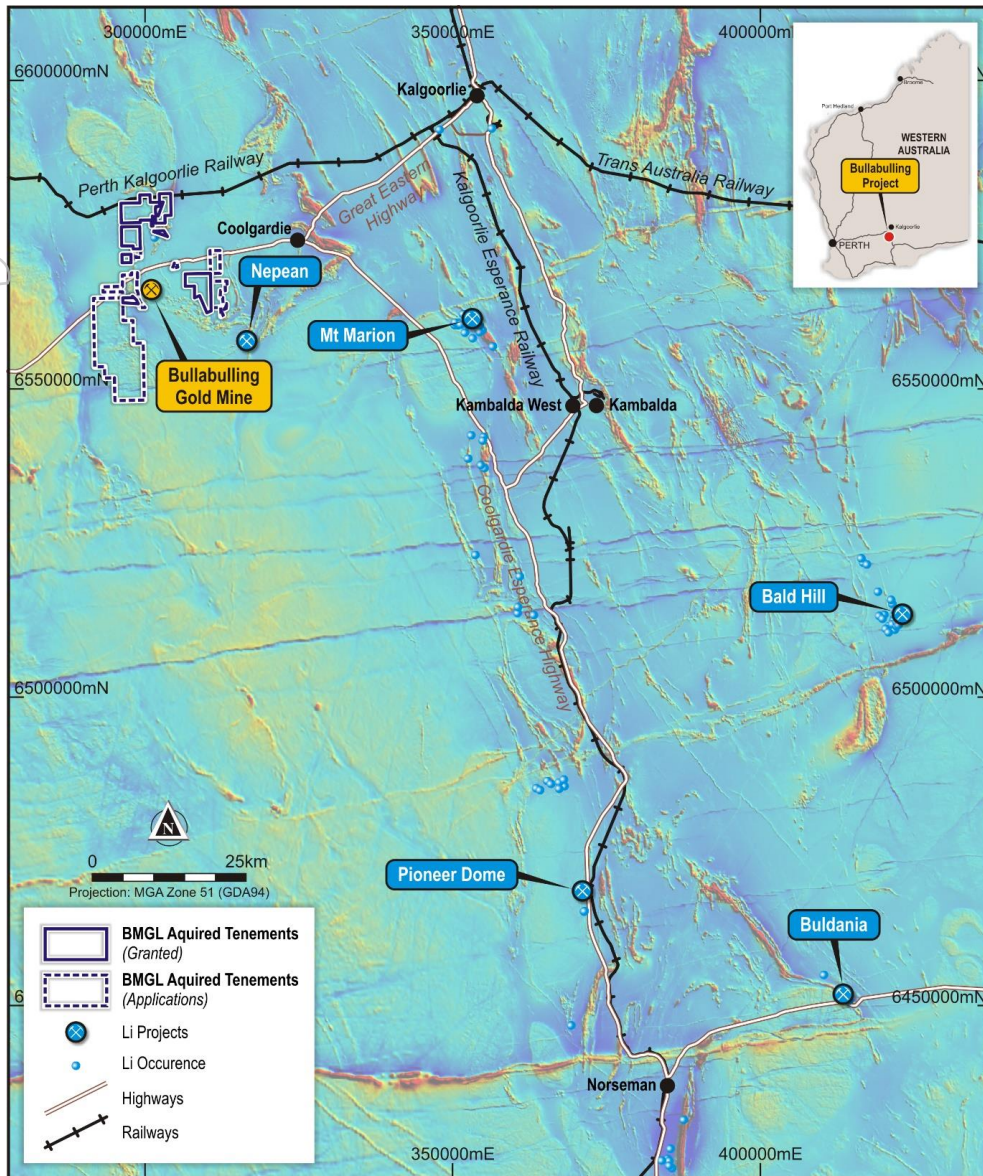 300000mE
350000mE
400000mE
6600000mN
Kalgoorlie
Perth Kalgoorlie Railway
Great Eastern
Highway
Kalgoorlie Esperance Railway
Trans Australia Railway
Coolgardie
Nepean
Mt Marion
Bullabulling
Gold Mine
6550000mN
6550000mN
Kambalda West
Kambalda
Coolgardie Esperance Highway
Bald Hill
6500000mN
6500000mN
Pioneer Dome
Buldania
6450000mN
Norseman
350000mE
400000mE
Broome
Port Hedland
WESTERN
AUSTRALIA
Bullabulling
Project
Kalgoorlie
PERTH
N
0 25km
Projection: MGA Zone 51 (GDA94)
BMGL Aquired Tenements
(Granted)
BMGL Aquired Tenements
(Applications)
Li Projects
Li Occurence
Highways
Railways